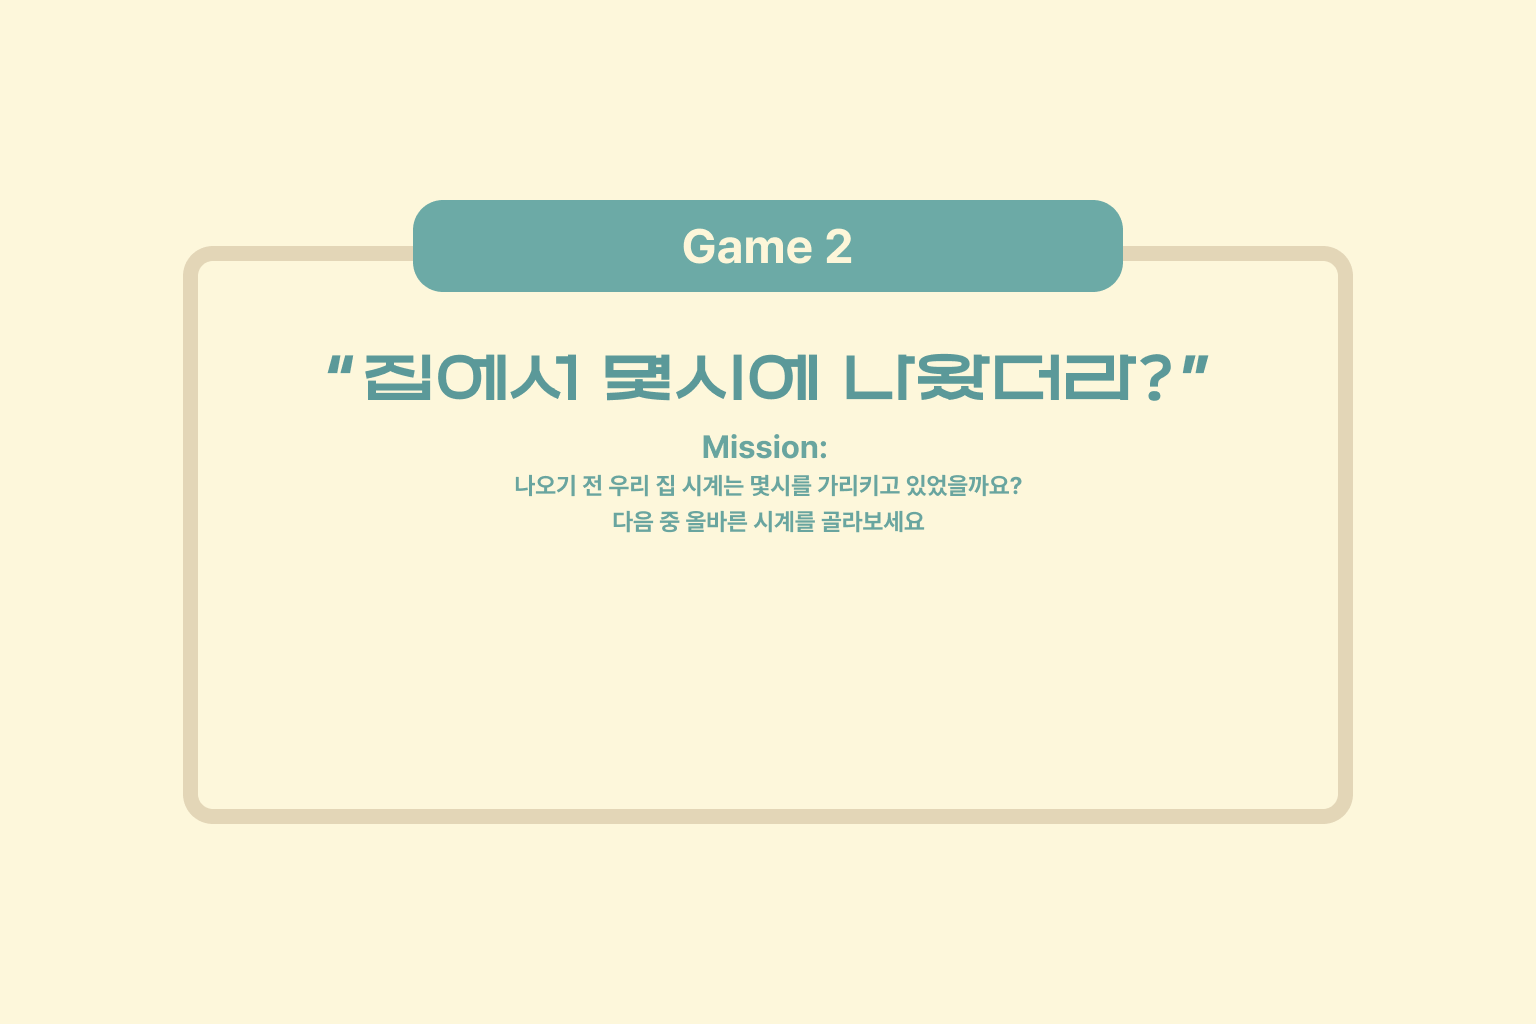 Game 2
“집에서 몇시에 나왔더라?”
Mission:
나오기 전 우리 집 시계는 몇시를 가리키고 있었을까요?
다음 중 올바른 시계를 골라보세요